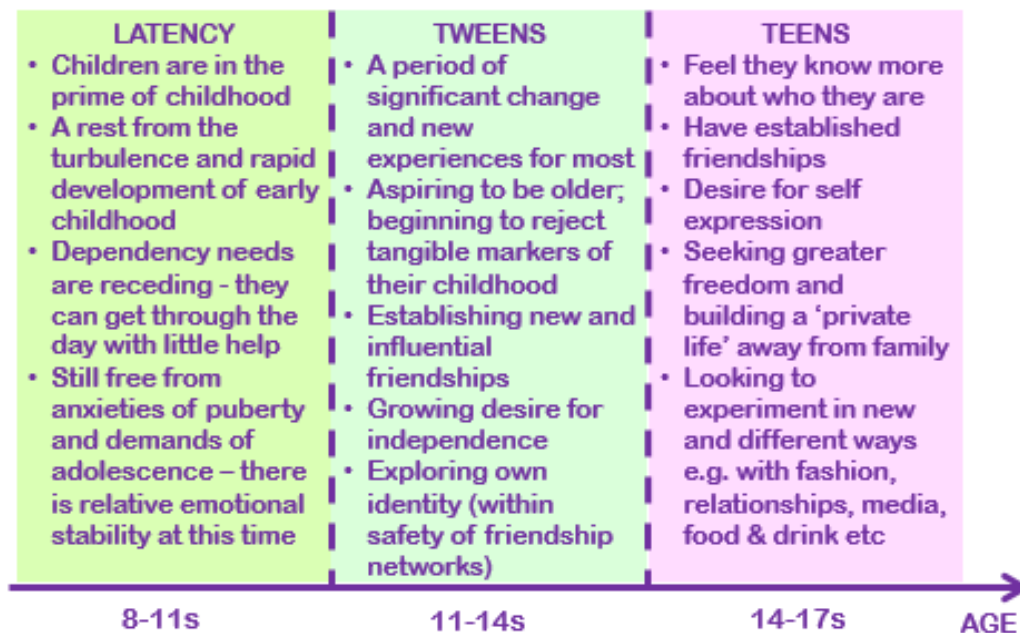 LATENCY
• Children are in the
prime of childhood
• A rest from the
turbulence and rapid
development of early
childhood
• Dependency needs
are receding - they
can get through the
day with little help
• Still free from
anxieties of puberty
and demands of
adolescence – there
is relative emotional
stability at this time
TWEENS
• A period of
significant change
and new
experiences for most
• Aspiring to be older;
beginning to reject
tangible markers of
their childhood
• Establishing new and
influential
friendships
• Growing desire for
independence
• Exploring own
identity (within
safety of friendship
networks)
TEENS
• Feel they know more
about who they are
• Have established
friendships
• Desire for self
expression
• Seeking greater
freedom and
building a ‘private
life’ away from family
• Looking to
experiment in new
and different ways
e.g. with fashion,
relationships, media,
food & drink etc
8-11s
11-14s
14-17s
AGE